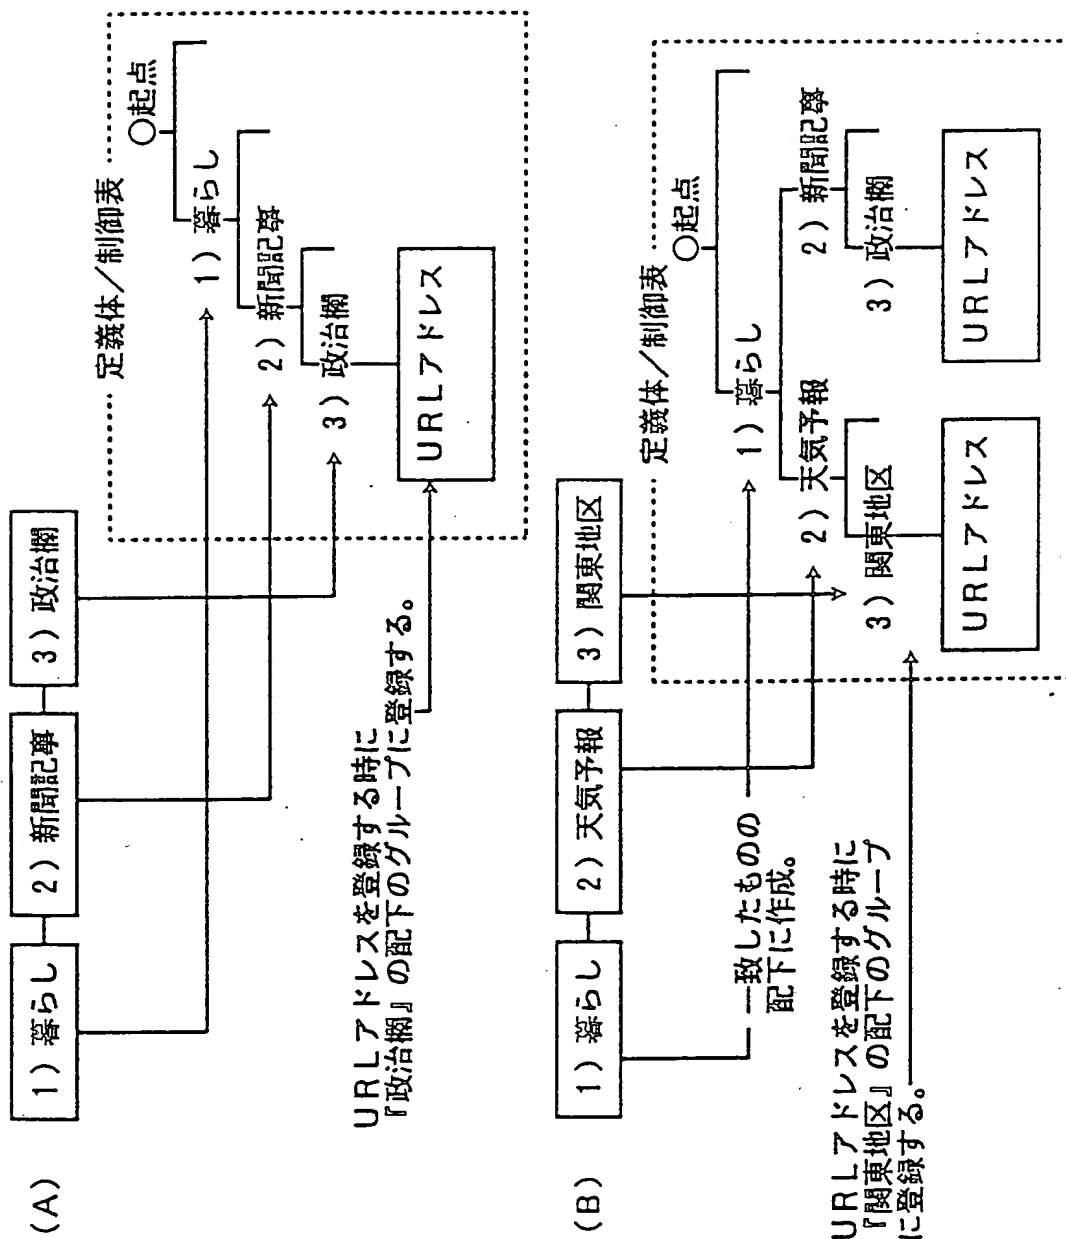 (A)
1)暮らし
2)新聞記事
3)政治欄
定義体/制御表
○起点
1)暮らし
2)新聞記事
3)政治欄
URLアドレス
URLアドレスを登録する時に
『政治欄』の配下のグループに登録する。
(B)
1)暮らし
2)天気予報
3)関東地区
一致したものの
配下に作成。
定義体/制御表
○起点
1)暮らし
2)天気予報
3)関東地区
URLアドレス
2)新聞記事
3)政治欄
URLアドレス
URLアドレスを登録する時に
『関東地区』の配下のグループ
に登録する。